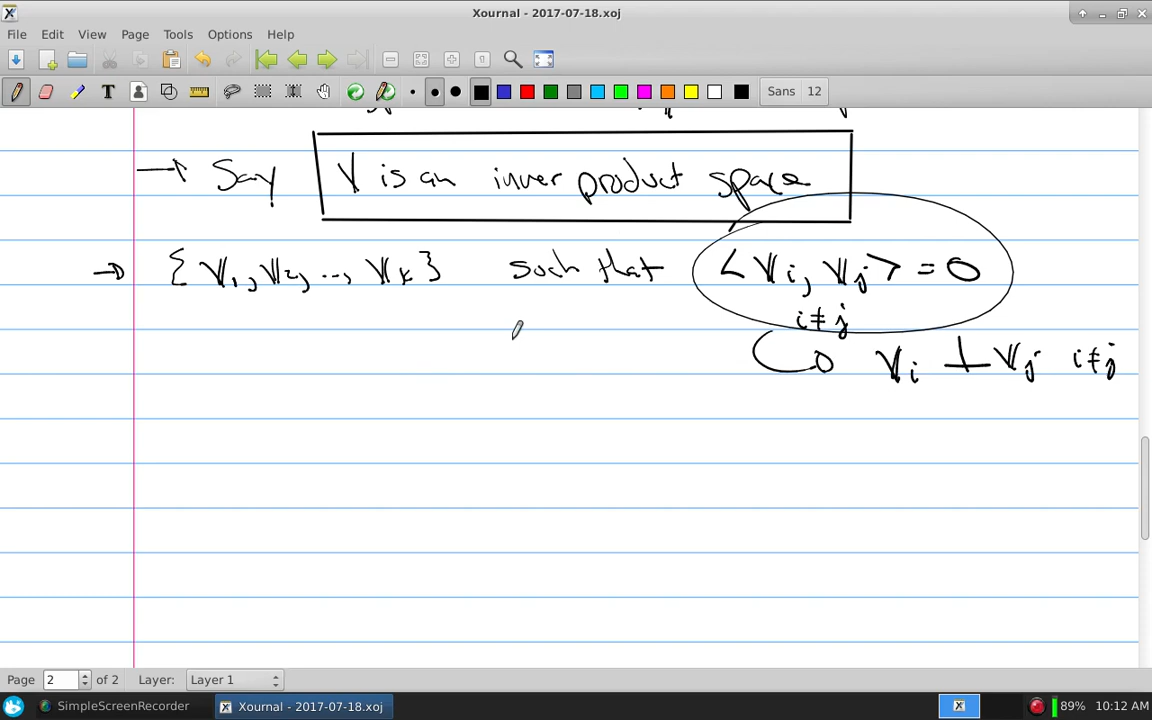 Xournal - 2017-07-18.xoj
File Edit View Page Tools Options Help
Sans 12
→ Say V is an inner product space
→ {V₁, V₂, ..., Vₖ} such that <Vᵢ, Vⱼ> = 0
i ≠ j
Vᵢ ⊥ Vⱼ i ≠ j
Page 2 of 2 Layer: Layer 1
SimpleScreenRecorder Xournal - 2017-07-18.xoj 89% 10:12 AM